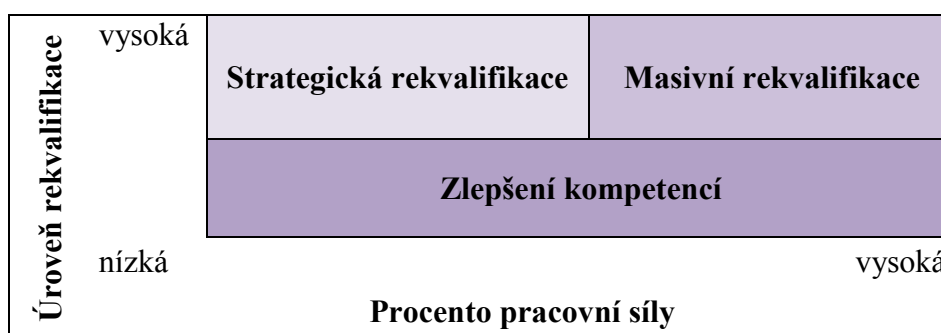 Úroveň rekvalifikace
vysoká
Strategická rekvalifikace
Masivní rekvalifikace
Zlepšení kompetencí
nízká
vysoká
Procento pracovní síly